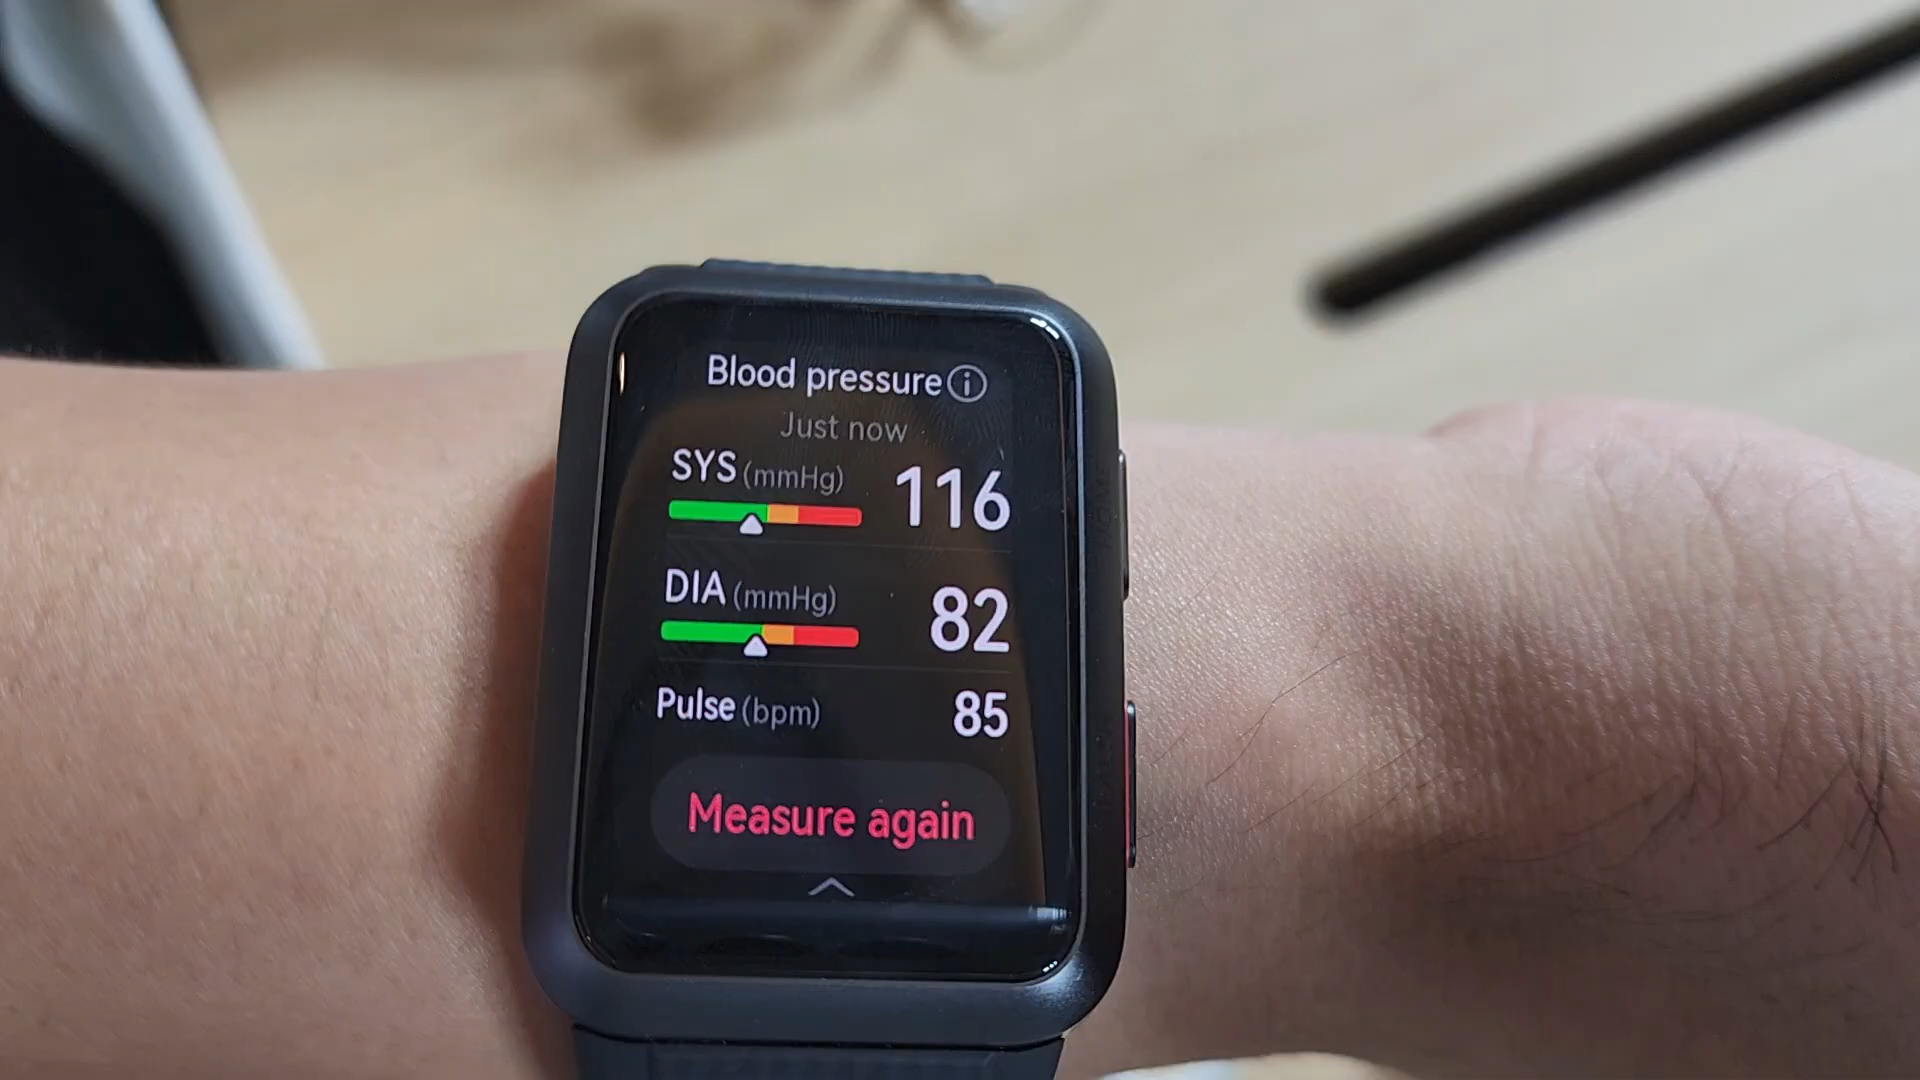 Blood pressure
Just now
SYS (mmHg) 116
DIA (mmHg) 82
Pulse (bpm) 85
Measure again